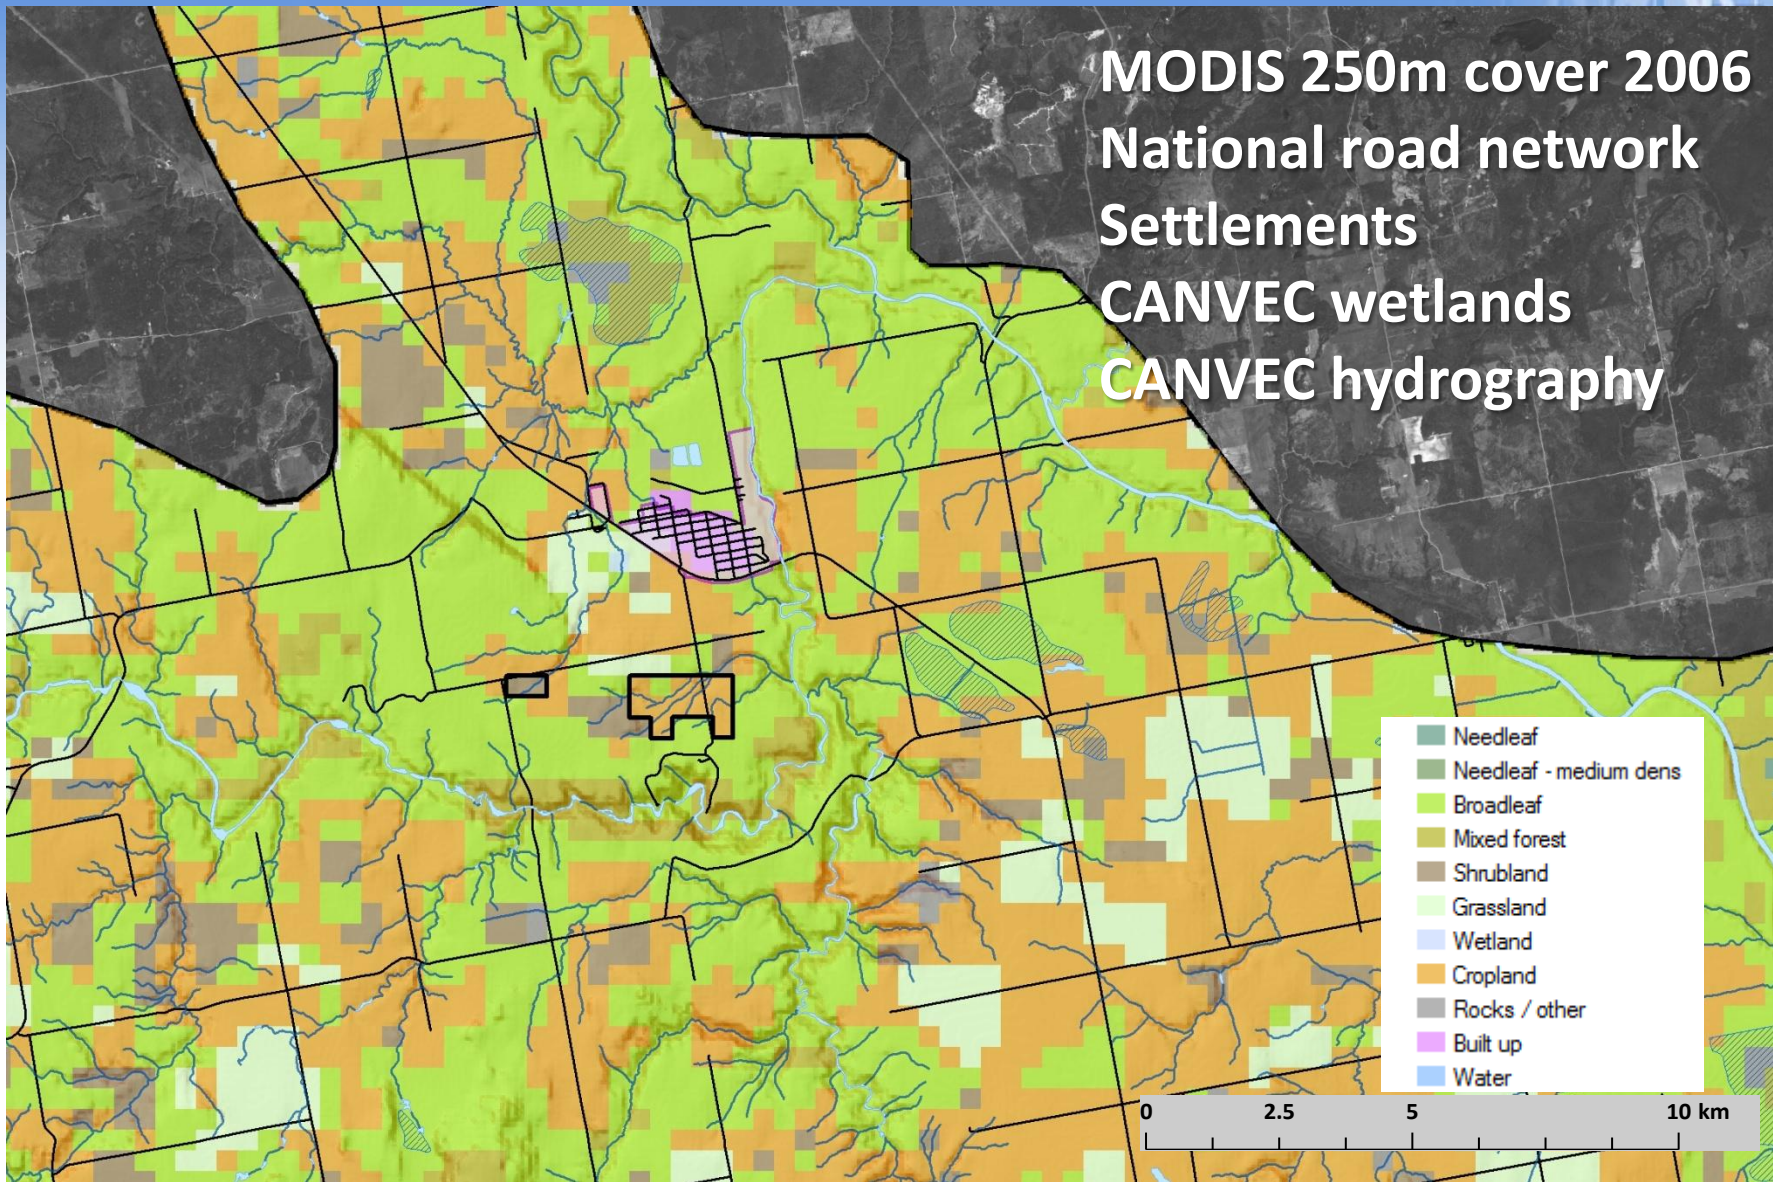 MODIS 250m cover 2006
National road network
Settlements
CANVEC wetlands
CANVEC hydrography
Needleaf
Needleaf - medium dens
Broadleaf
Mixed forest
Shrubland
Grassland
Wetland
Cropland
Rocks / other
Built up
Water
0 2.5 5 10 km